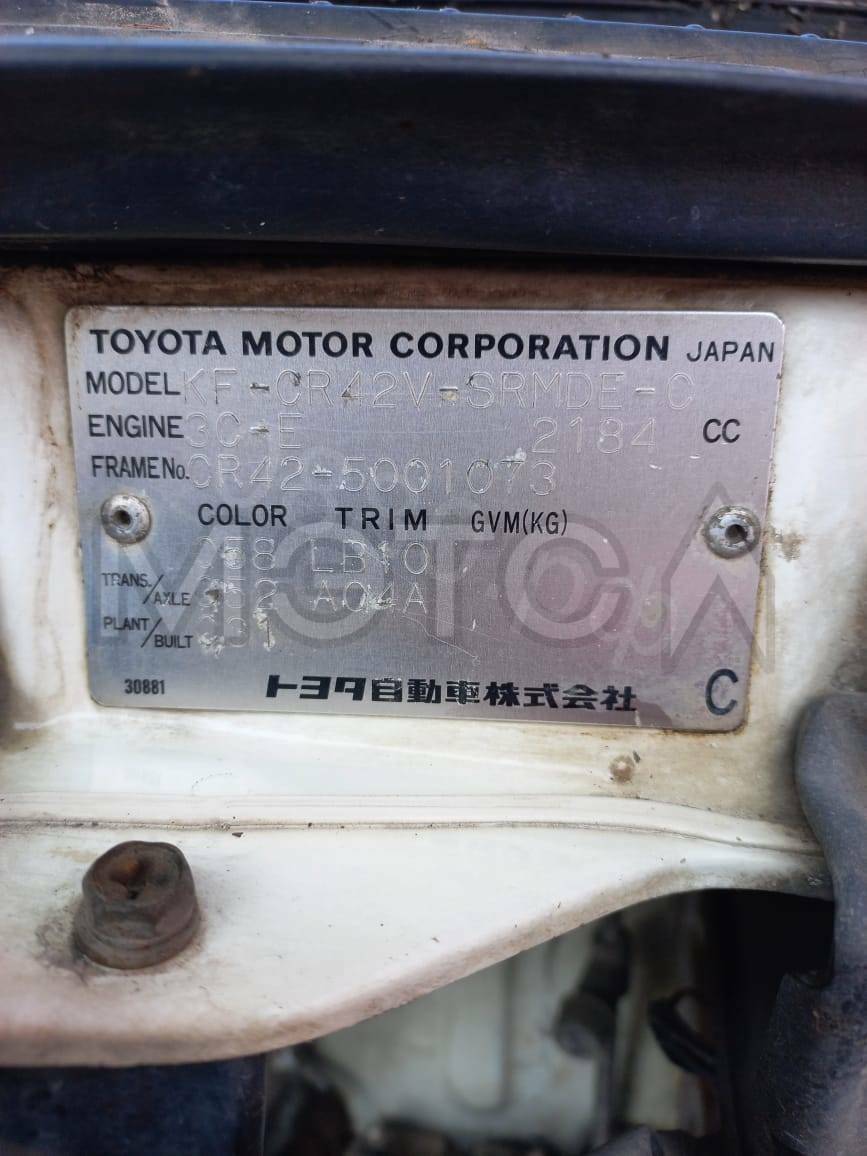 TOYOTA MOTOR CORPORATION JAPAN
MODEL KF-CR42V-SRMDE-C
ENGINE 3C-E 2184 CC
FRAME No. CR42-5001073
COLOR TRIM GVM(KG)
058 LB10
TRANS./AXLE A04A
PLANT/BUILT
30881 トヨタ自動車株式会社 C
MOTCA